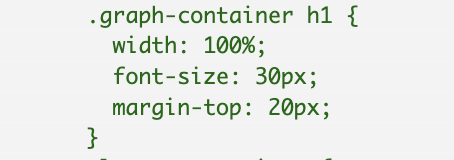 .graph-container h1 {
  width: 100%;
  font-size: 30px;
  margin-top: 20px;
}